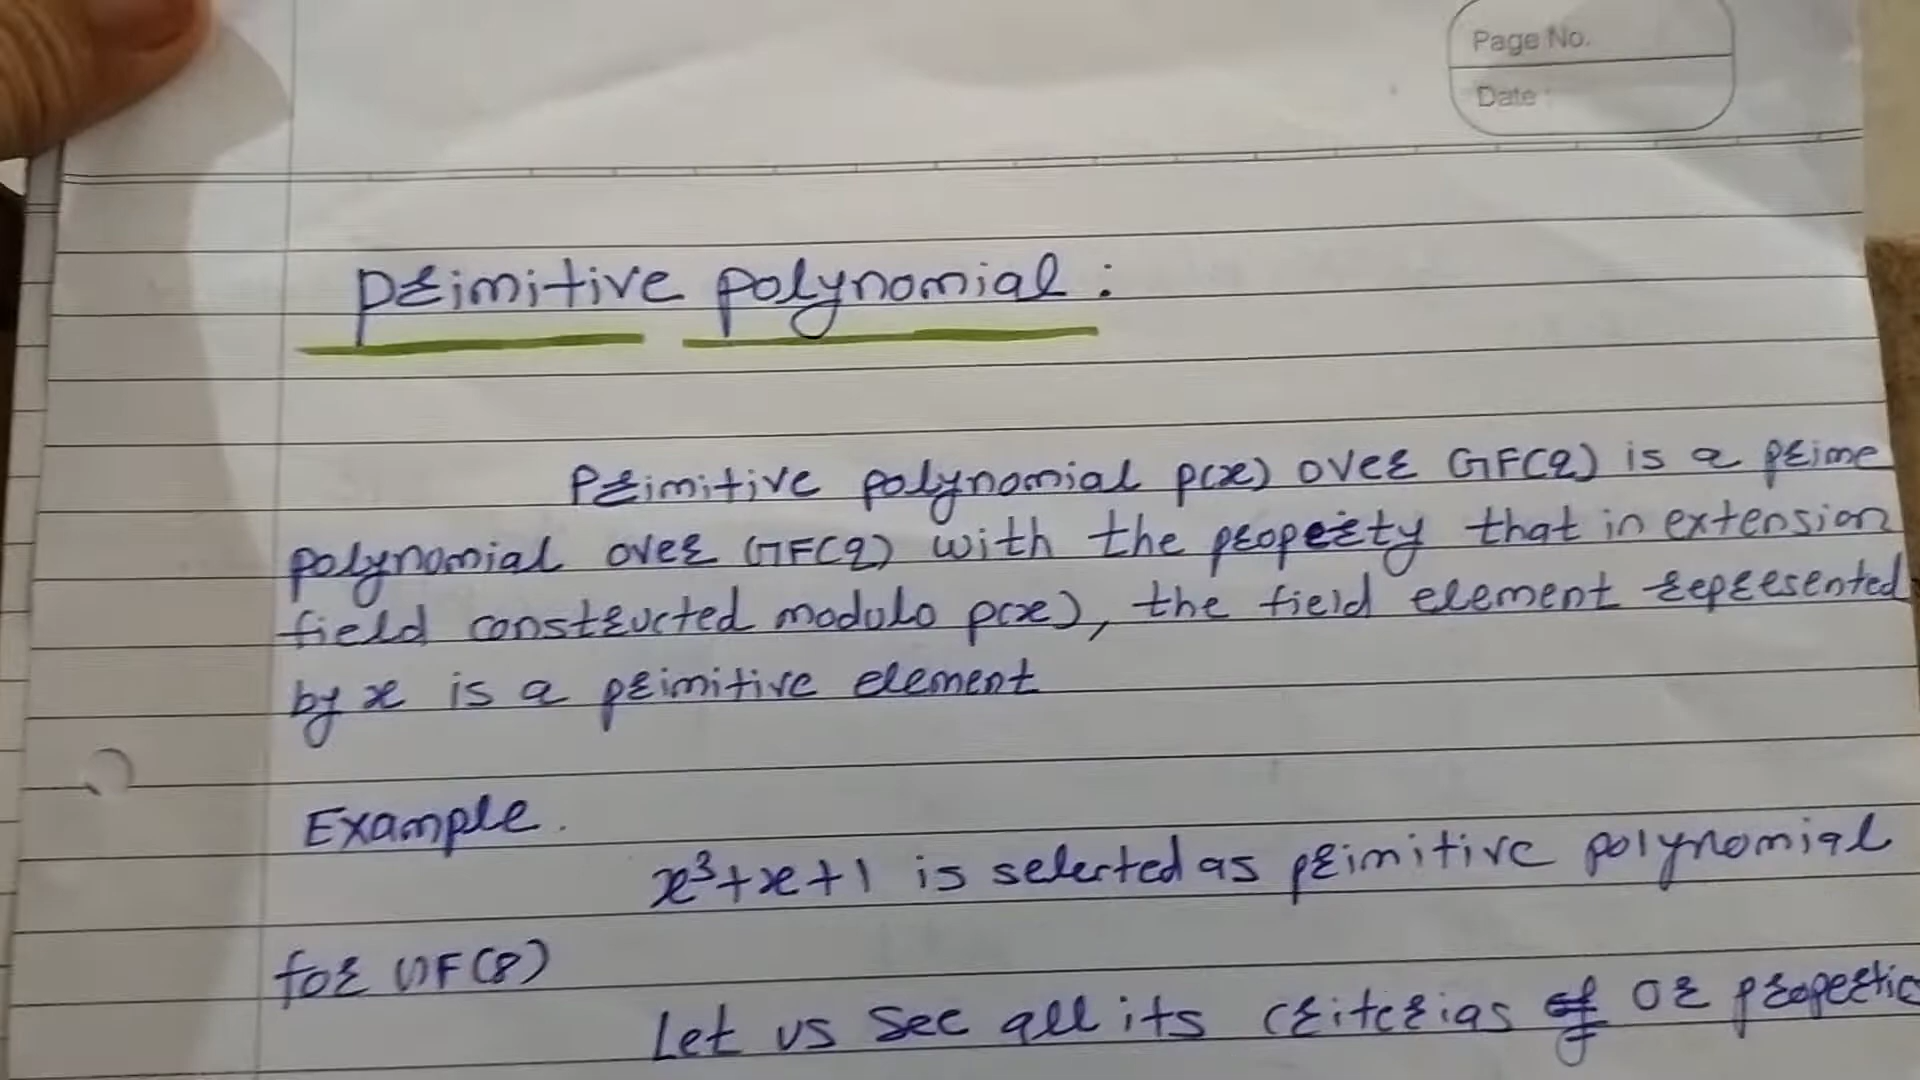 Page No.
Date
Primitive polynomial :
Primitive polynomial p(x) over GF(q) is a prime
polynomial over GF(q) with the property that in extension
field constructed modulo p(x), the field element represented
by x is a primitive element
Example.
x³+x+1 is selected as primitive polynomial
for GF(8)
Let us see all its criterias of or propertie